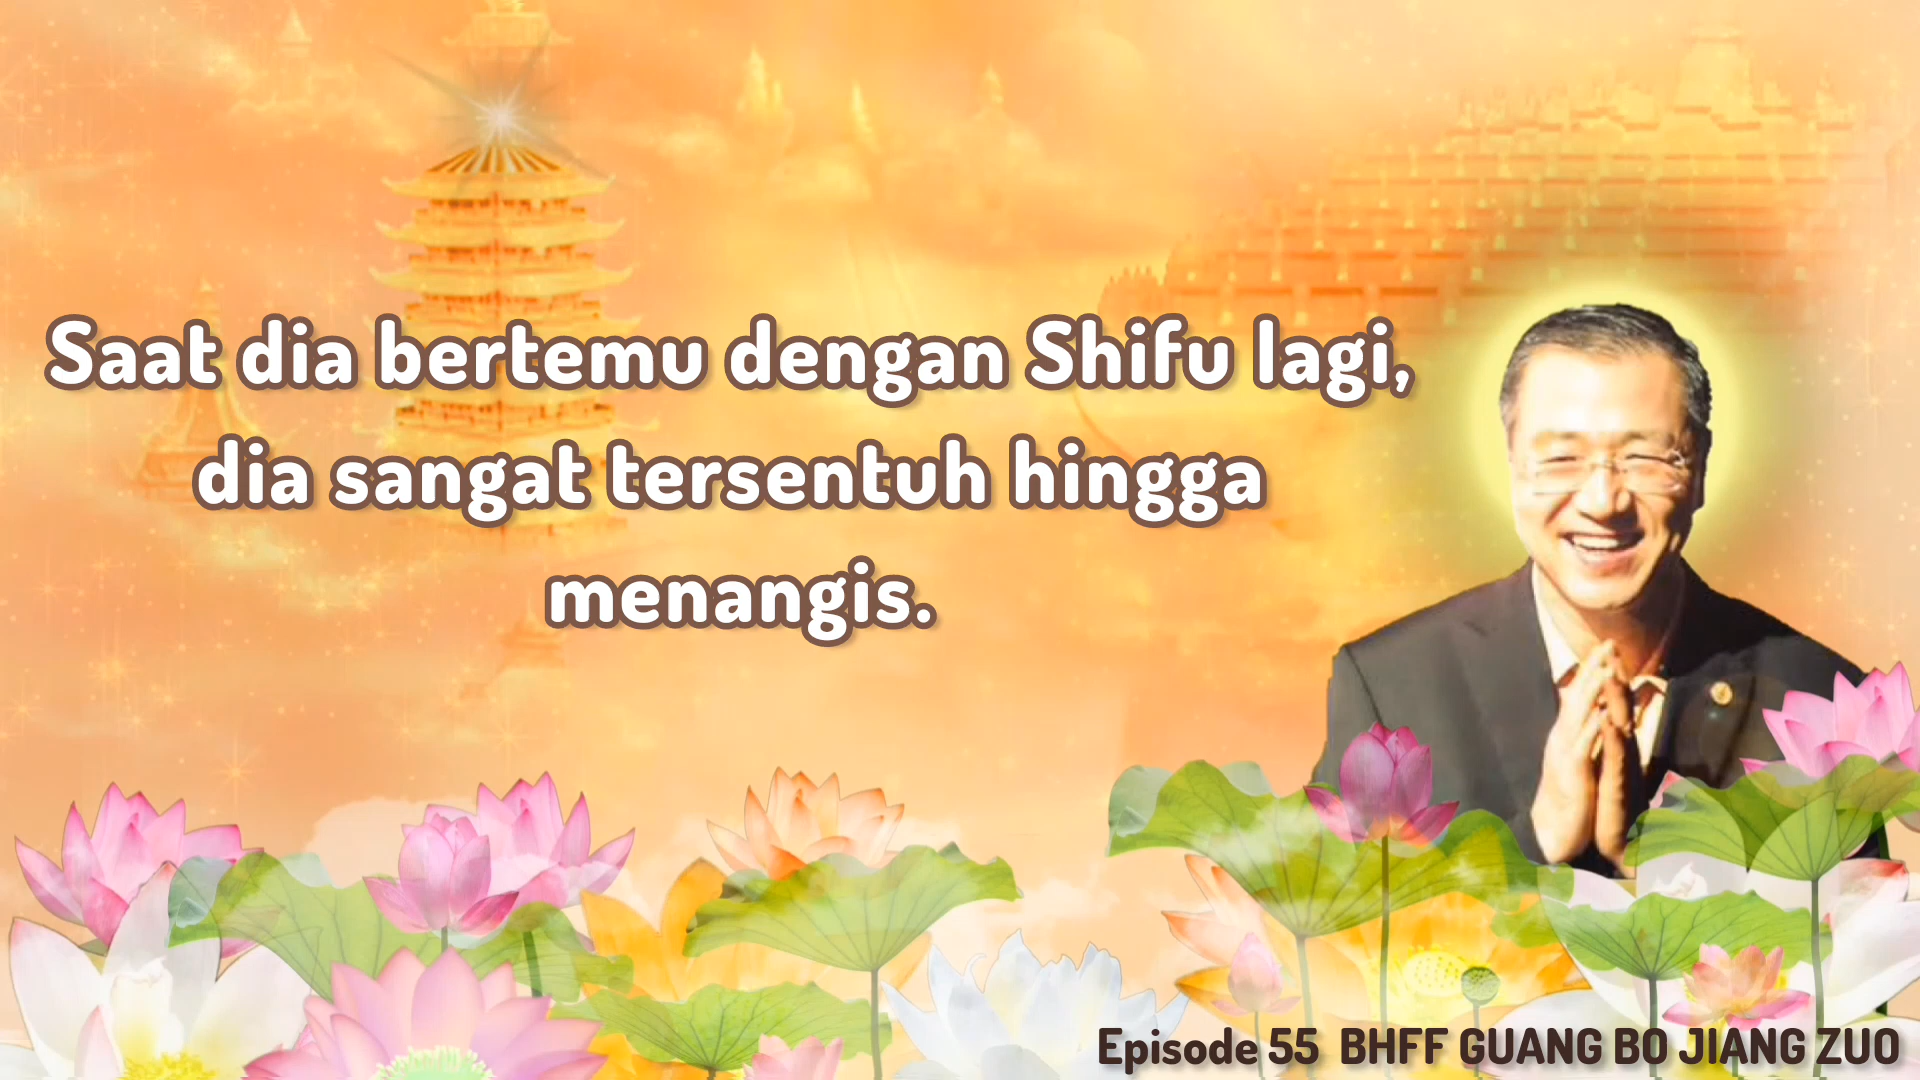 Saat dia bertemu dengan Shifu lagi,
dia sangat tersentuh hingga
menangis.
Episode 55 BHFF GUANG BO JIANG ZUO